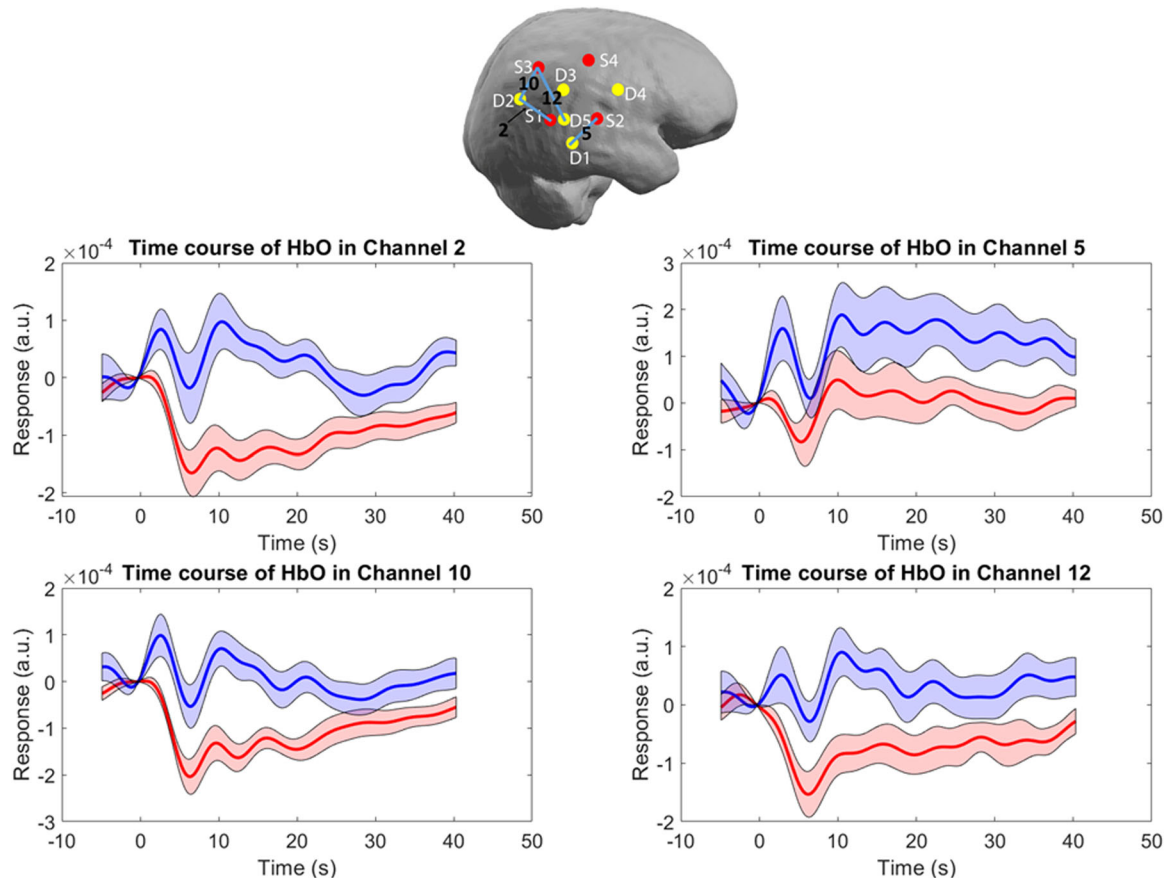 S3
S4
10
D3
D2
12
D4
S1
D5
S2
2
5
D1
×10⁻⁴
Time course of HbO in Channel 2
2
1
0
-1
-2
Response (a.u.)
-10 0 10 20 30 40 50
Time (s)
×10⁻⁴
Time course of HbO in Channel 5
3
2
1
0
-1
-2
Response (a.u.)
-10 0 10 20 30 40 50
Time (s)
×10⁻⁴
Time course of HbO in Channel 10
2
1
0
-1
-2
-3
Response (a.u.)
-10 0 10 20 30 40 50
Time (s)
×10⁻⁴
Time course of HbO in Channel 12
2
1
0
-1
-2
Response (a.u.)
-10 0 10 20 30 40 50
Time (s)